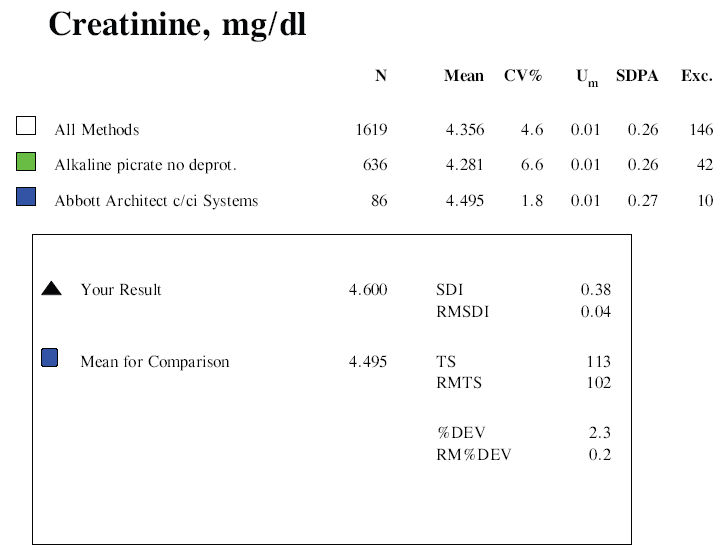 Creatinine, mg/dl
N Mean CV% Um SDPA Exc.
All Methods 1619 4.356 4.6 0.01 0.26 146
Alkaline picrate no deprot. 636 4.281 6.6 0.01 0.26 42
Abbott Architect c/ci Systems 86 4.495 1.8 0.01 0.27 10
Your Result 4.600 SDI 0.38
RMSDI 0.04
Mean for Comparison 4.495 TS 113
RMTS 102
%DEV 2.3
RM%DEV 0.2